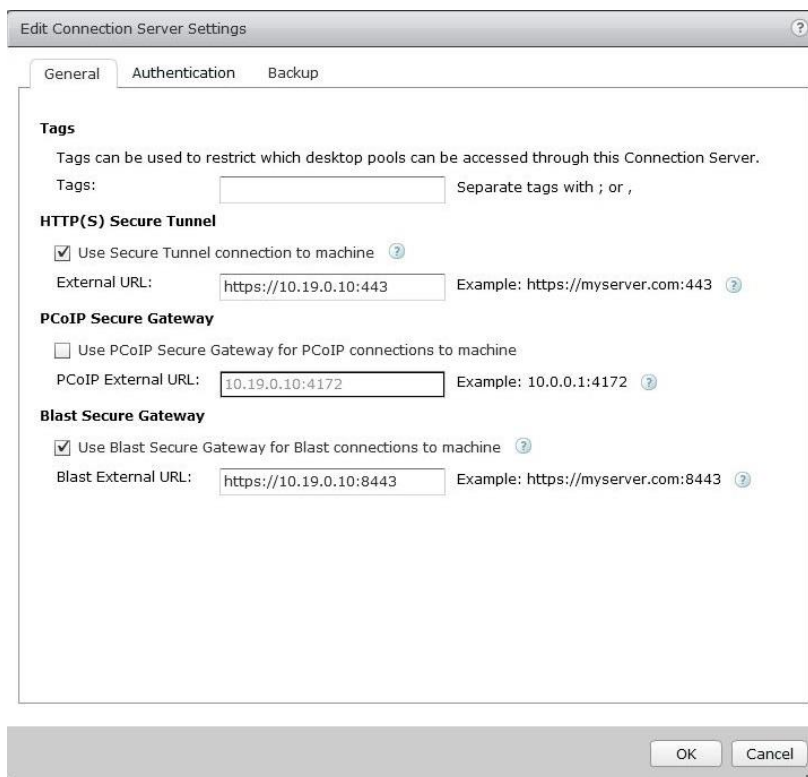 Edit Connection Server Settings ?
General Authentication Backup
Tags
Tags can be used to restrict which desktop pools can be accessed through this Connection Server.
Tags: Separate tags with ; or ,
HTTP(S) Secure Tunnel
Use Secure Tunnel connection to machine ?
External URL: https://10.19.0.10:443 Example: https://myserver.com:443 ?
PCoIP Secure Gateway
Use PCoIP Secure Gateway for PCoIP connections to machine
PCoIP External URL: 10.19.0.10:4172 Example: 10.0.0.1:4172 ?
Blast Secure Gateway
Use Blast Secure Gateway for Blast connections to machine ?
Blast External URL: https://10.19.0.10:8443 Example: https://myserver.com:8443 ?
OK Cancel